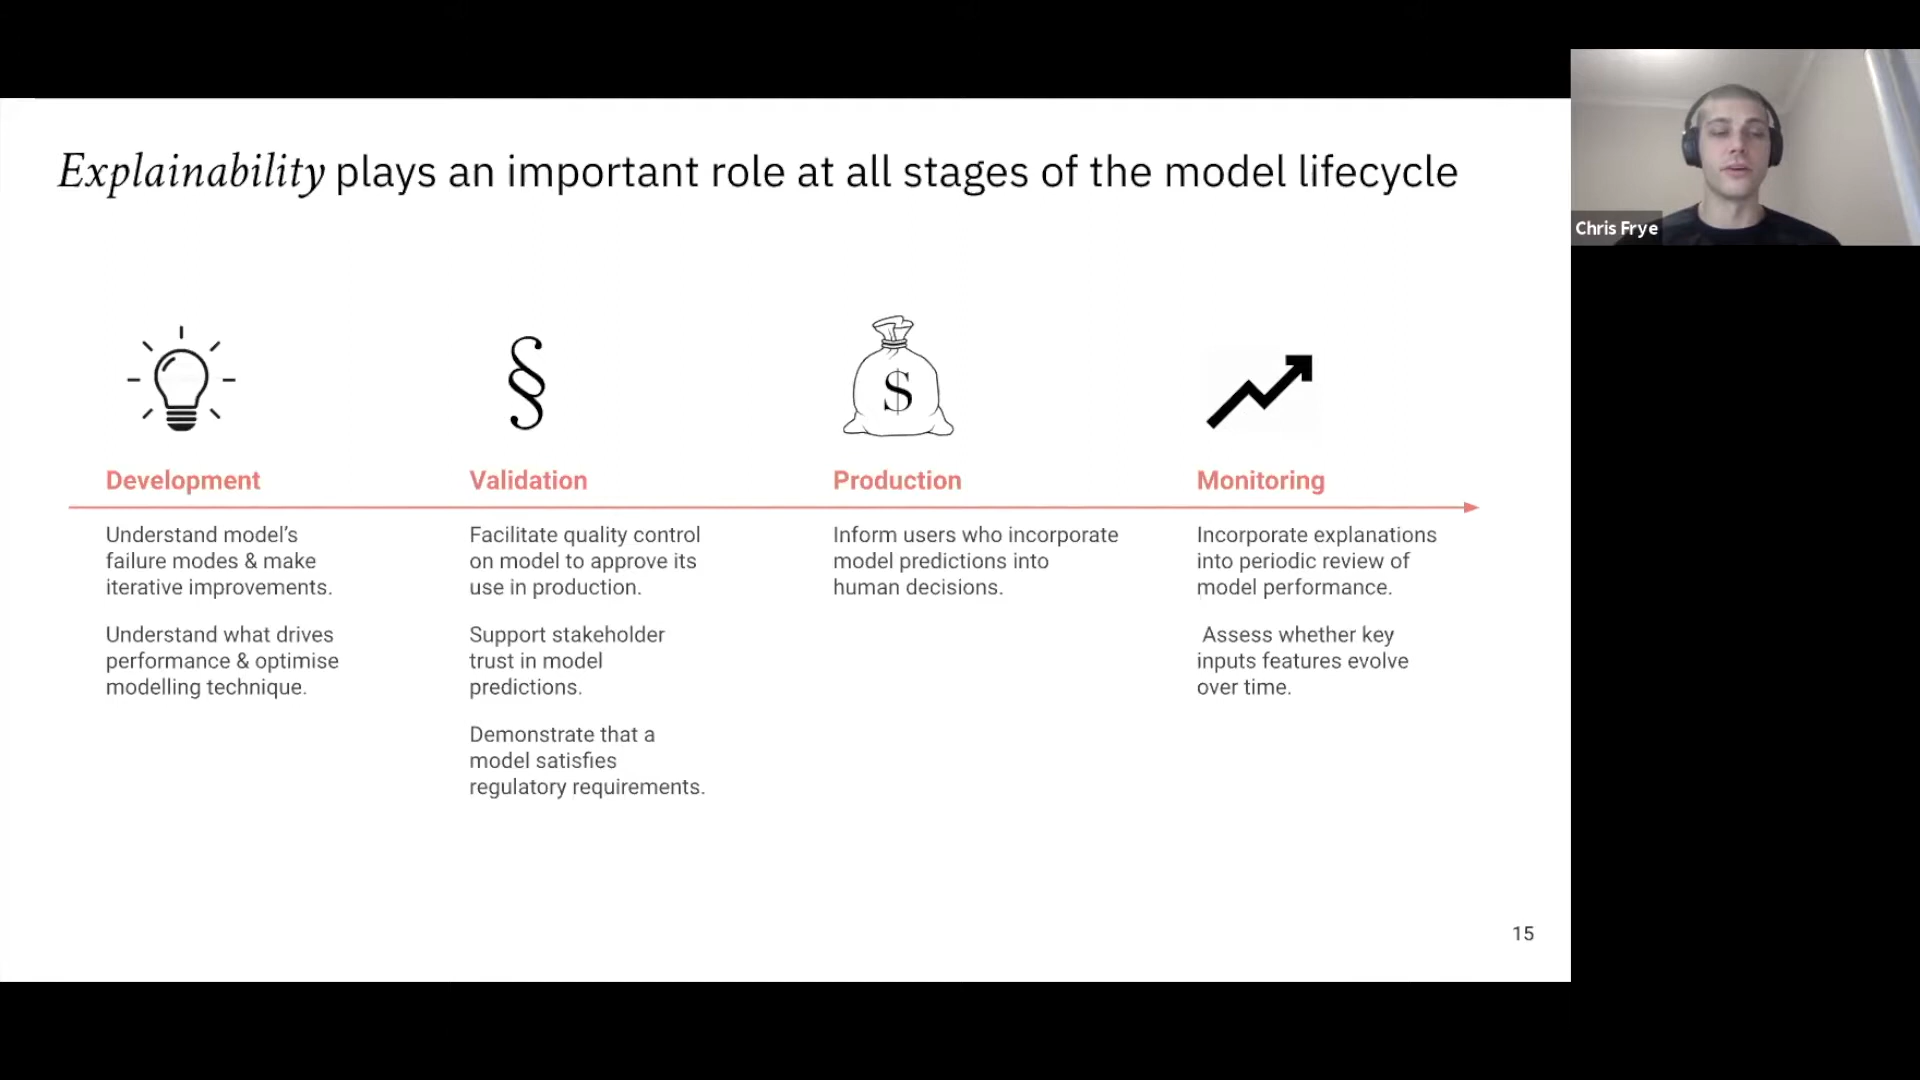 Explainability plays an important role at all stages of the model lifecycle
Chris Frye
§
$
Development
Understand model’s
failure modes & make
iterative improvements.
Understand what drives
performance & optimise
modelling technique.
Validation
Facilitate quality control
on model to approve its
use in production.
Support stakeholder
trust in model
predictions.
Demonstrate that a
model satisfies
regulatory requirements.
Production
Inform users who incorporate
model predictions into
human decisions.
Monitoring
Incorporate explanations
into periodic review of
model performance.
Assess whether key
inputs features evolve
over time.
15